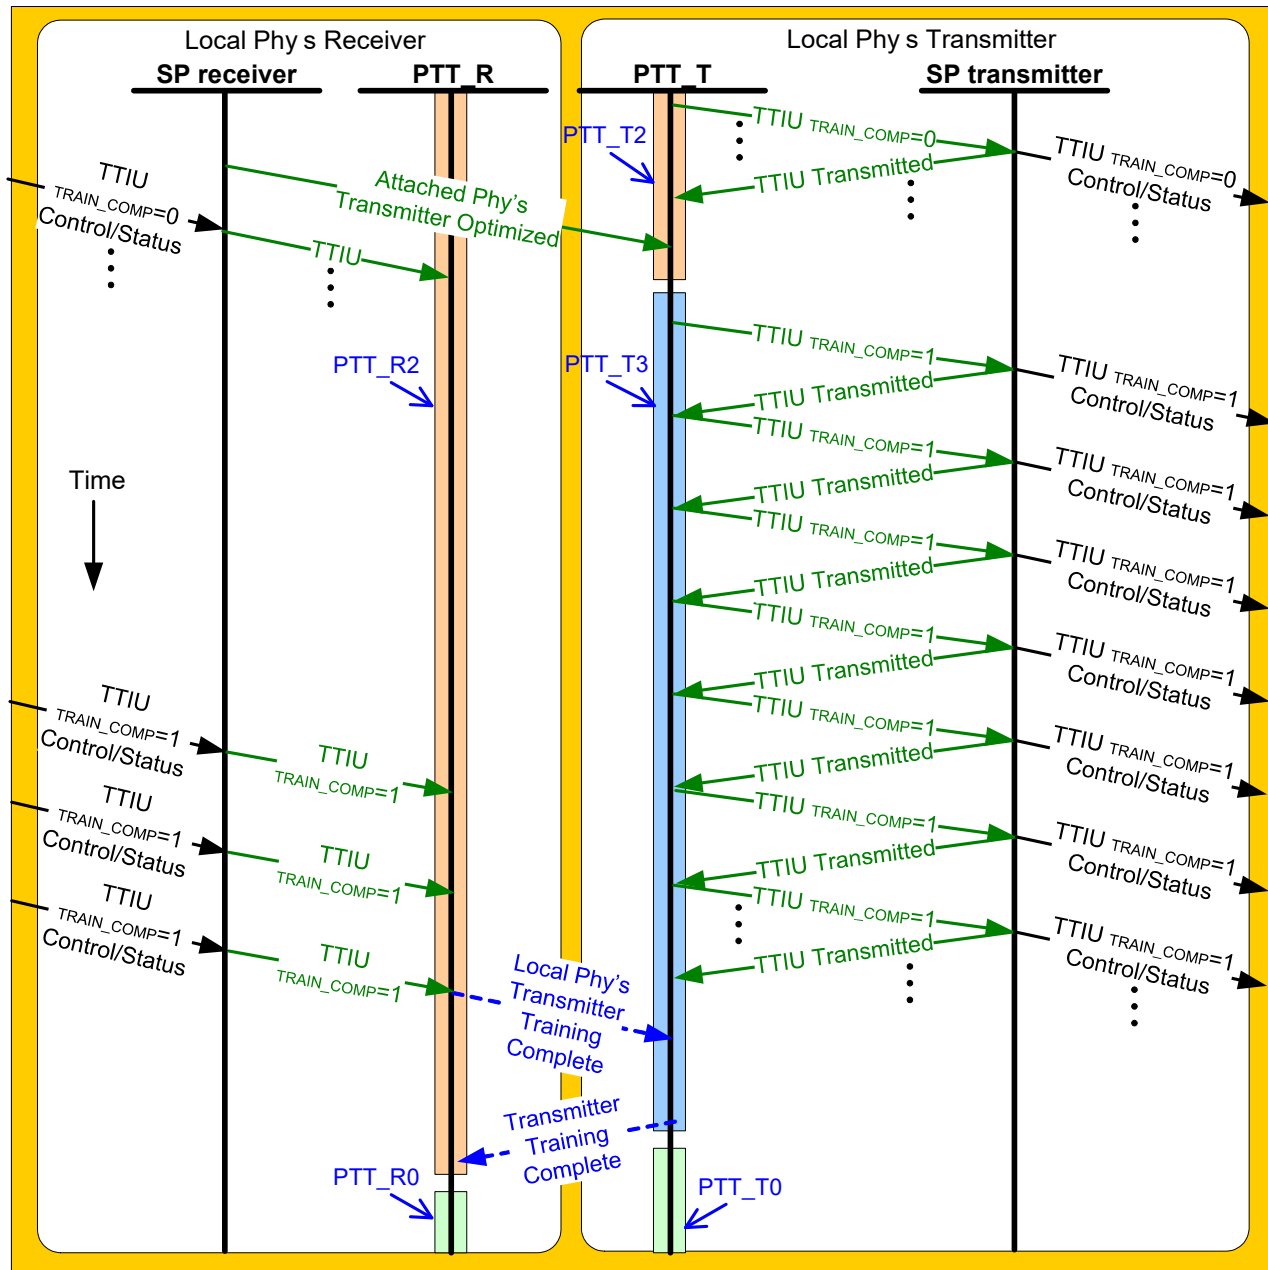 Local Phy s Receiver
Local Phy s Transmitter
SP receiver
PTT_R
PTT_T
SP transmitter
TTIU TRAIN_COMP=0
PTT_T2
TTIU Transmitted
TTIU TRAIN_COMP=0
Control/Status
TTIU
TRAIN_COMP=0
Control/Status
Attached Phy's
Transmitter Optimized
TTIU
PTT_R2
PTT_T3
TTIU TRAIN_COMP=1
TTIU Transmitted
TTIU TRAIN_COMP=1
Control/Status
TTIU TRAIN_COMP=1
TTIU Transmitted
TTIU TRAIN_COMP=1
Control/Status
Time
TTIU TRAIN_COMP=1
TTIU Transmitted
TTIU TRAIN_COMP=1
Control/Status
TTIU TRAIN_COMP=1
TTIU Transmitted
TTIU TRAIN_COMP=1
Control/Status
TTIU
TRAIN_COMP=1
Control/Status
TTIU
TRAIN_COMP=1
TTIU TRAIN_COMP=1
TTIU Transmitted
TTIU TRAIN_COMP=1
Control/Status
TTIU
TRAIN_COMP=1
Control/Status
TTIU
TRAIN_COMP=1
TTIU TRAIN_COMP=1
TTIU Transmitted
TTIU TRAIN_COMP=1
Control/Status
TTIU
TRAIN_COMP=1
Control/Status
TTIU
TRAIN_COMP=1
TTIU TRAIN_COMP=1
TTIU Transmitted
TTIU TRAIN_COMP=1
Control/Status
Local Phy's
Transmitter
Training
Complete
Transmitter
Training
Complete
PTT_R0
PTT_T0